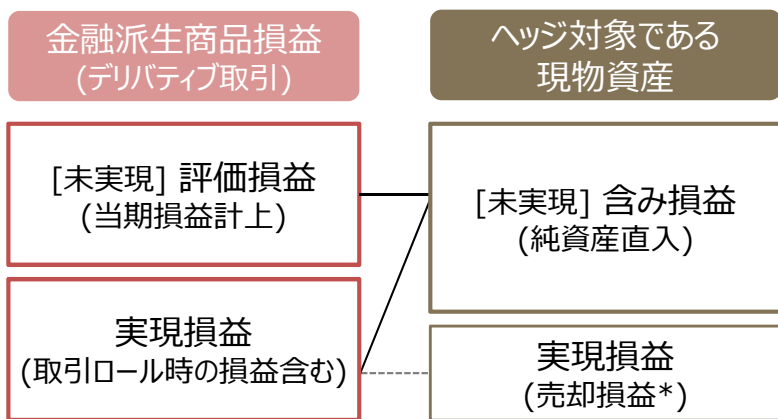 金融派生商品損益
(デリバティブ取引)
ヘッジ対象である
現物資産
[未実現] 評価損益
(当期損益計上)
[未実現] 含み損益
(純資産直入)
実現損益
(取引ロール時の損益含む)
実現損益
(売却損益*)